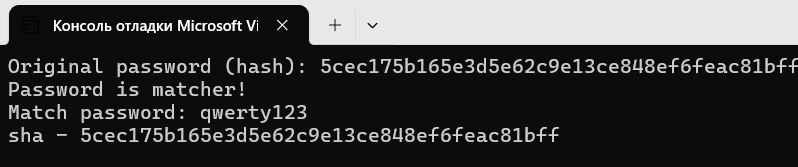 Консоль отладки Microsoft Vi
Original password (hash): 5cec175b165e3d5e62c9e13ce848ef6feac81bff
Password is matcher!
Match password: qwerty123
sha - 5cec175b165e3d5e62c9e13ce848ef6feac81bff